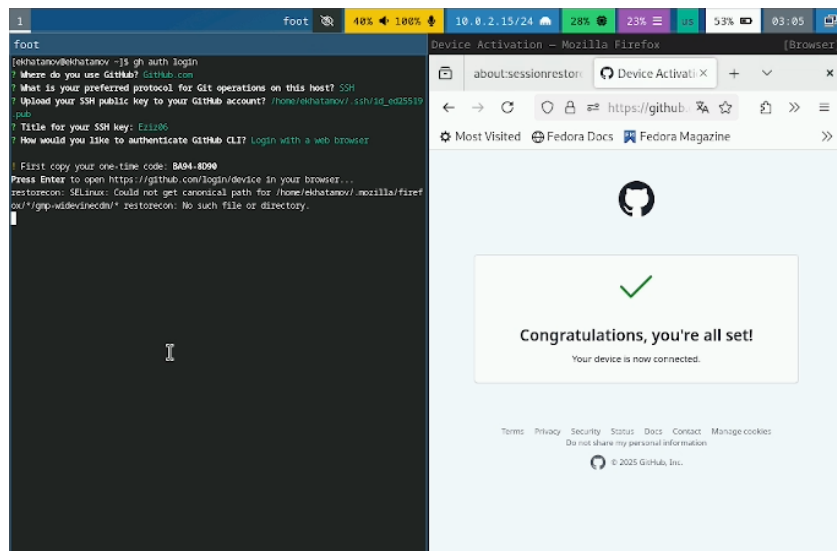 1
foot
40% 100%
10.0.2.15/24
28%
23%
us
53%
03:05
foot
[ekhatamov@ekhatamov ~]$ gh auth login
? Where do you use GitHub? GitHub.com
? What is your preferred protocol for Git operations on this host? SSH
? Upload your SSH public key to your GitHub account? /home/ekhatamov/.ssh/id_ed25519
.pub
? Title for your SSH key: Eziz06
? How would you like to authenticate GitHub CLI? Login with a web browser
! First copy your one-time code: BA94-8D90
Press Enter to open https://github.com/login/device in your browser...
restorecon: SELinux: Could not get canonical path for /home/ekhatamov/.mozilla/firef
ox/*/gmp-widevinecdm/* restorecon: No such file or directory.
Device Activation — Mozilla Firefox
[Browser
about:sessionrestor
Device Activati
https://github.
Most Visited
Fedora Docs
Fedora Magazine
Congratulations, you're all set!
Your device is now connected.
Terms Privacy Security Status Docs Contact Manage cookies
Do not share my personal information
© 2025 GitHub, Inc.